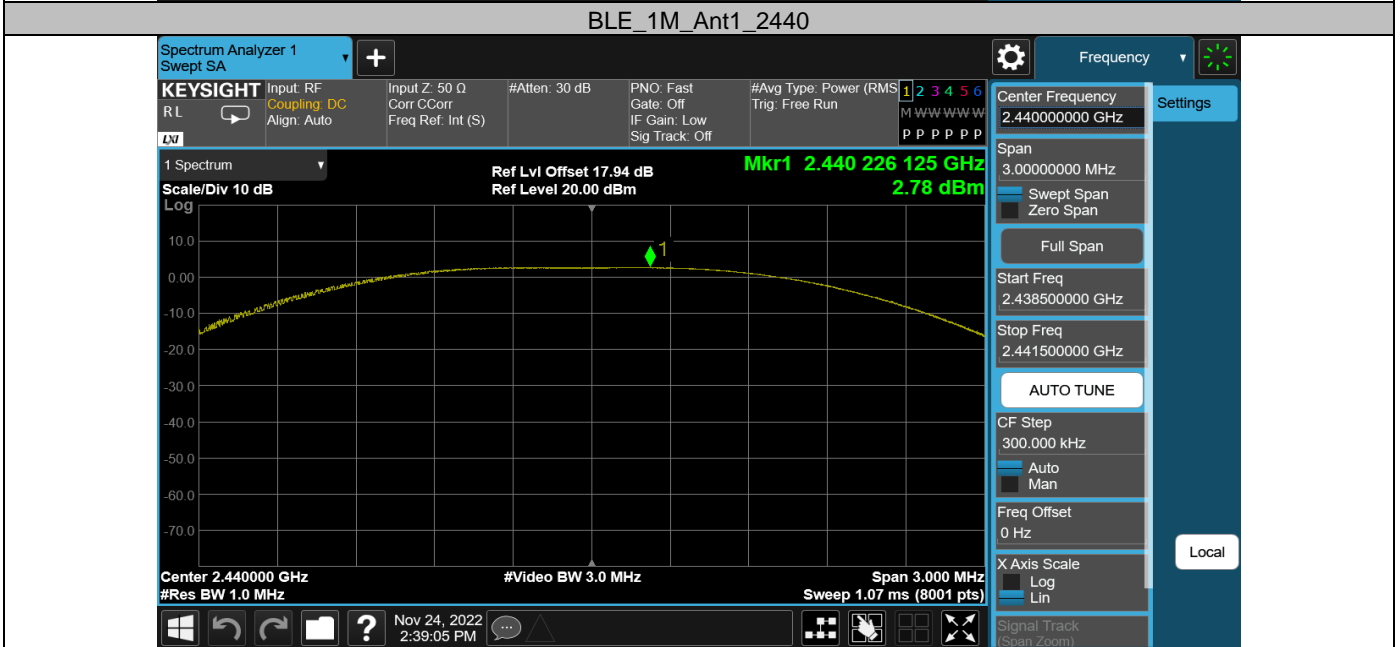 BLE_1M_Ant1_2440
Spectrum Analyzer 1
Swept SA
Frequency
KEYSIGHT
RL
LXI
Input: RF
Coupling: DC
Align: Auto
Input Z: 50 Ω
Corr CCorr
Freq Ref: Int (S)
#Atten: 30 dB
PNO: Fast
Gate: Off
IF Gain: Low
Sig Track: Off
#Avg Type: Power (RMS
Trig: Free Run
1 2 3 4 5 6
M W W W W W
P P P P P P
1 Spectrum
Scale/Div 10 dB
Log
Ref Lvl Offset 17.94 dB
Ref Level 20.00 dBm
Mkr1 2.440 226 125 GHz
2.78 dBm
10.0
0.00
-10.0
-20.0
-30.0
-40.0
-50.0
-60.0
-70.0
1
Center 2.440000 GHz
#Res BW 1.0 MHz
#Video BW 3.0 MHz
Span 3.000 MHz
Sweep 1.07 ms (8001 pts)
Center Frequency
2.440000000 GHz
Settings
Span
3.00000000 MHz
Swept Span
Zero Span
Full Span
Start Freq
2.438500000 GHz
Stop Freq
2.441500000 GHz
AUTO TUNE
CF Step
300.000 kHz
Auto
Man
Freq Offset
0 Hz
X Axis Scale
Log
Lin
Signal Track
(Span Zoom)
Local
Nov 24, 2022
2:39:05 PM